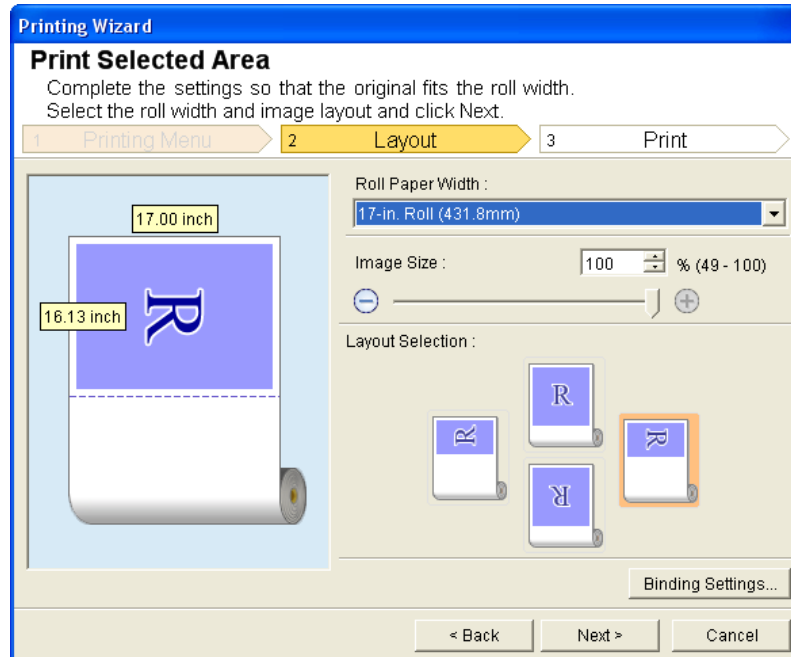 Printing Wizard
Print Selected Area
Complete the settings so that the original fits the roll width.
Select the roll width and image layout and click Next.
1 Printing Menu 2 Layout 3 Print
Roll Paper Width :
17-in. Roll (431.8mm)
17.00 inch
Image Size : 100 % (49 - 100)
16.13 inch
R
Layout Selection :
R
R
R
R
Binding Settings...
< Back Next > Cancel